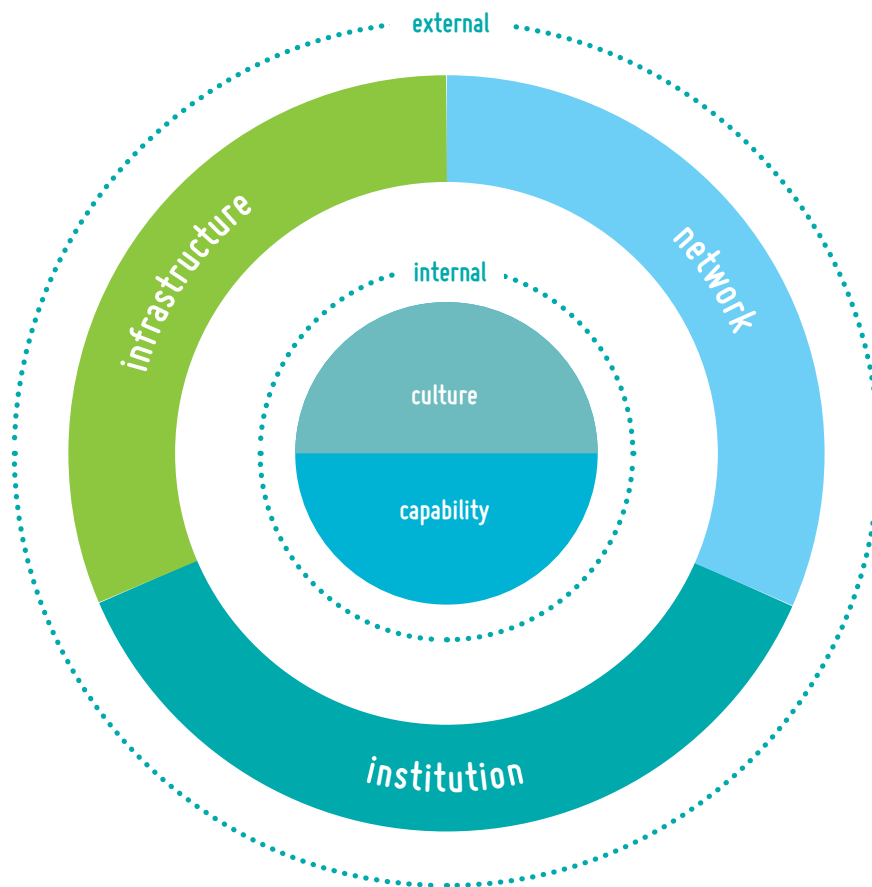 external
infrastructure
network
internal
culture
capability
institution